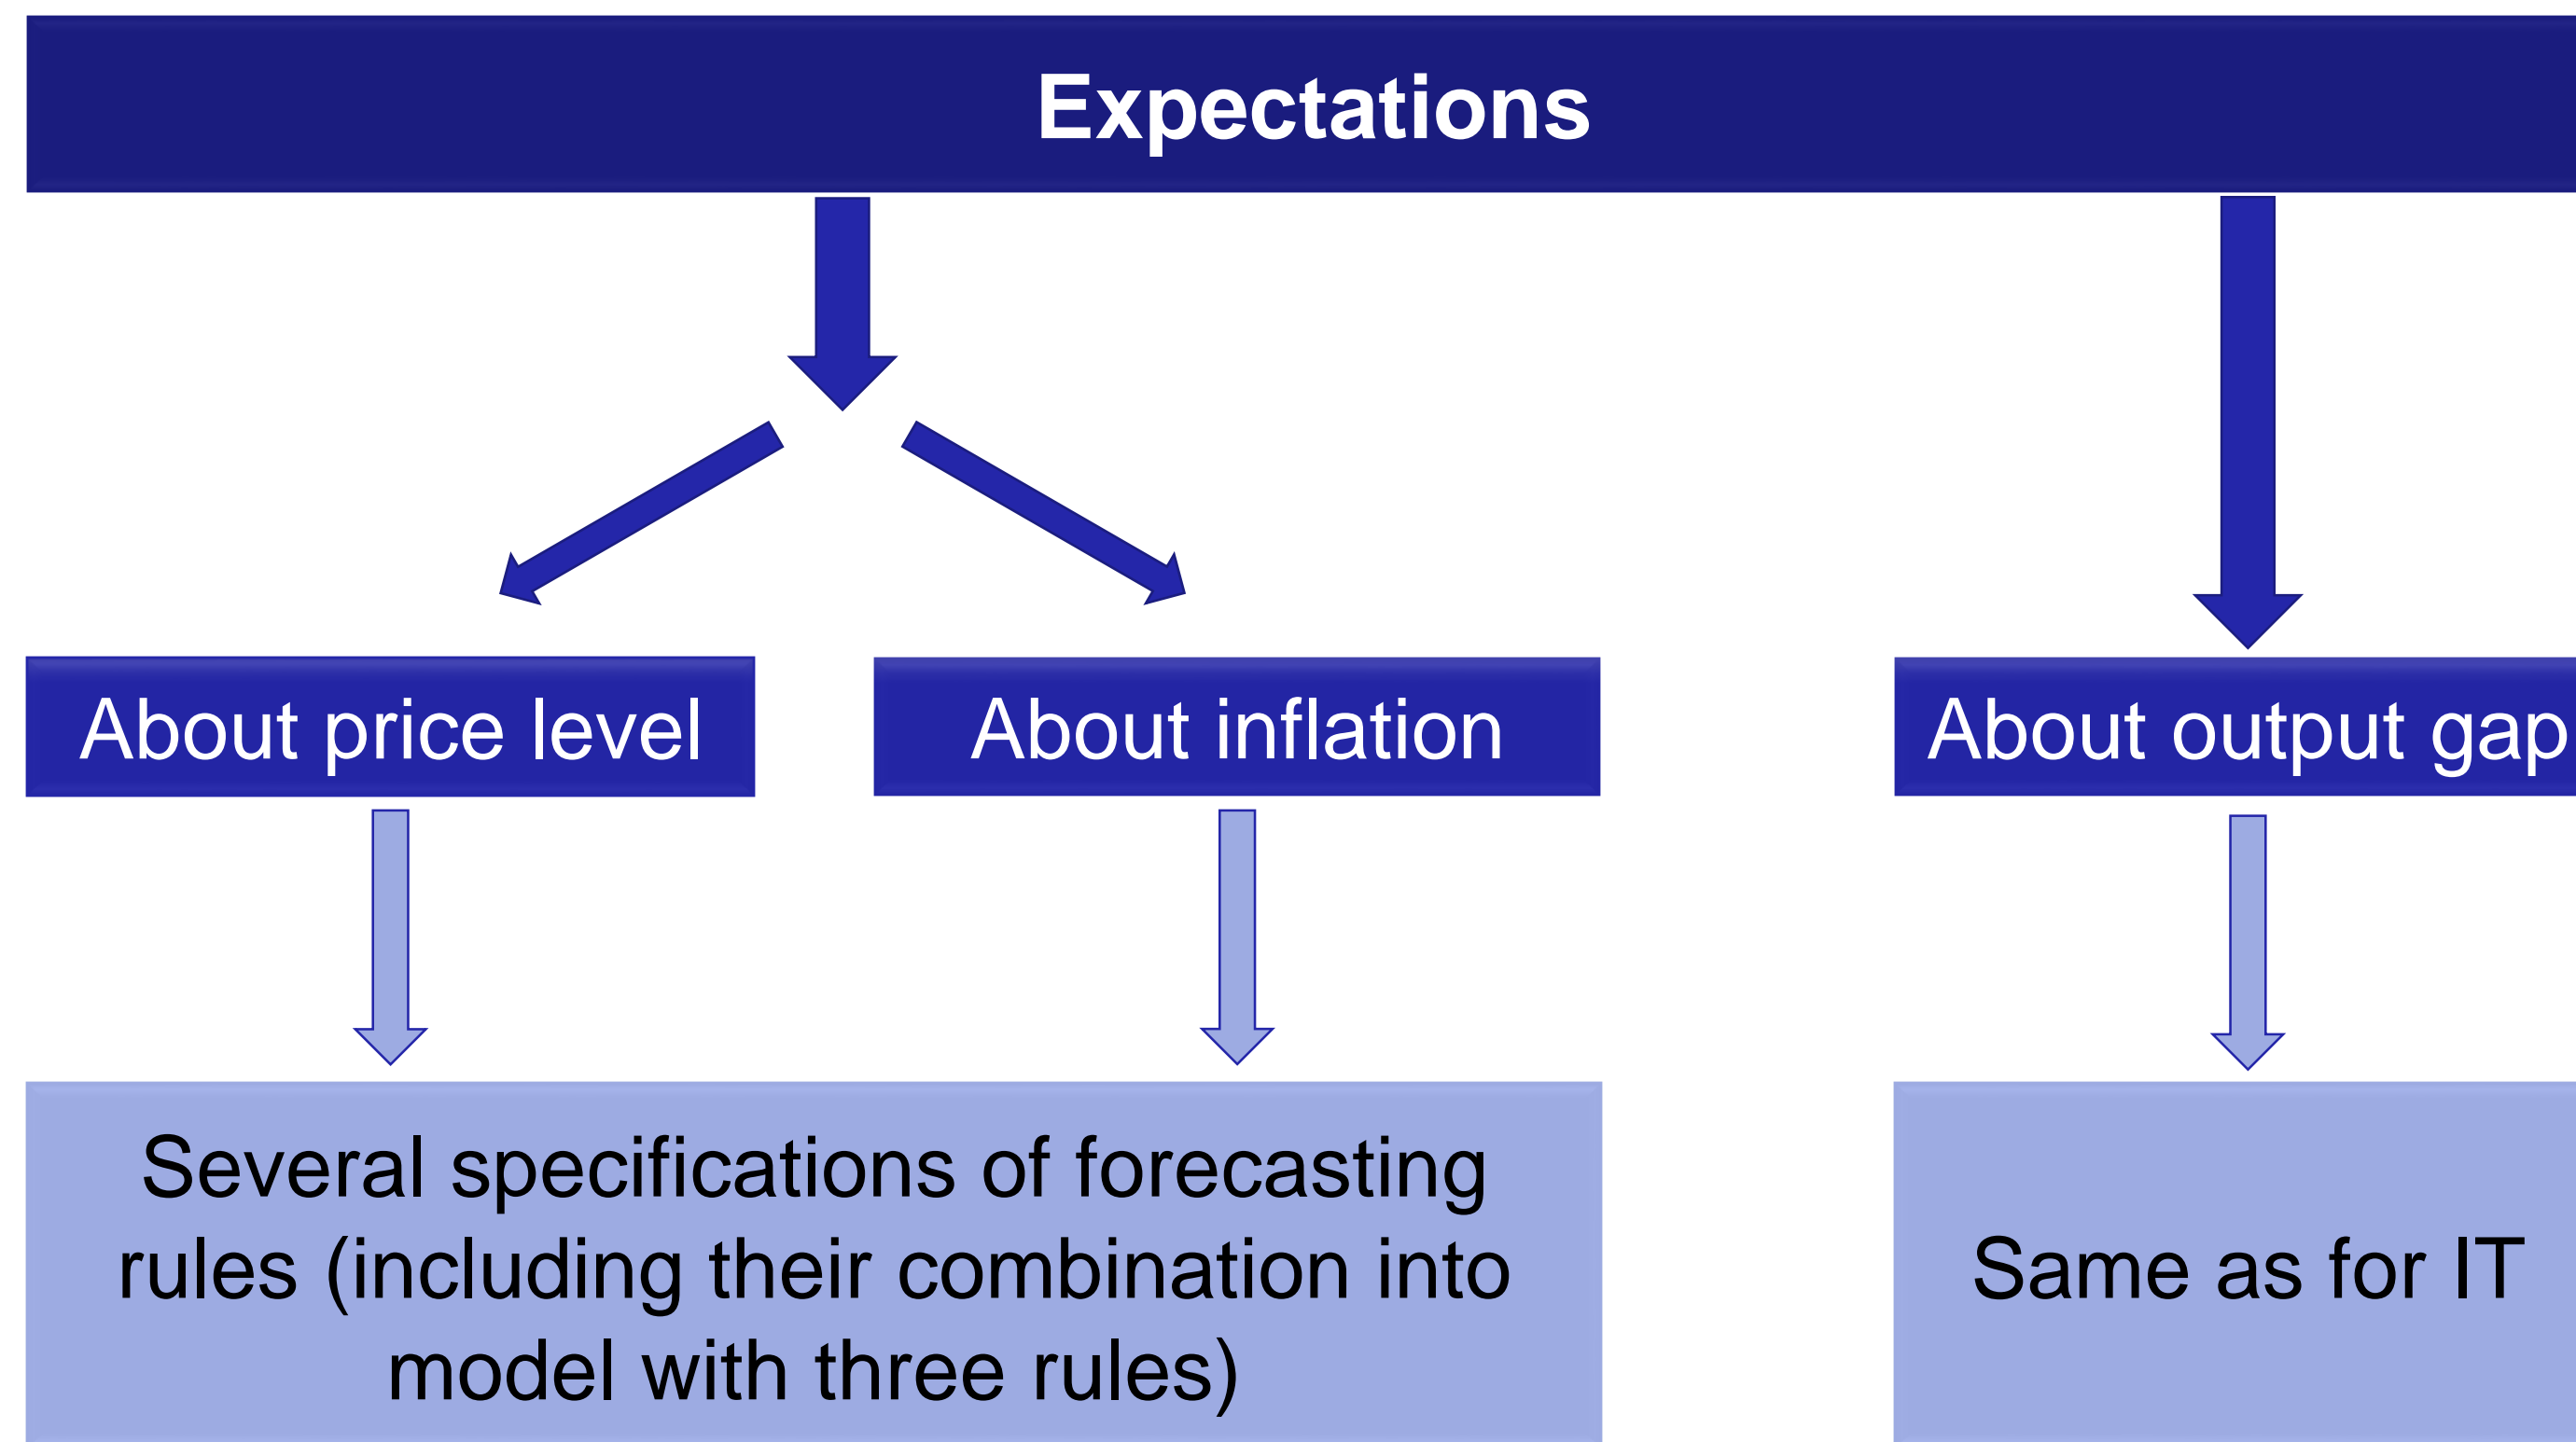 Expectations
About price level
About inflation
About output gap
Several specifications of forecasting
rules (including their combination into
model with three rules)
Same as for IT